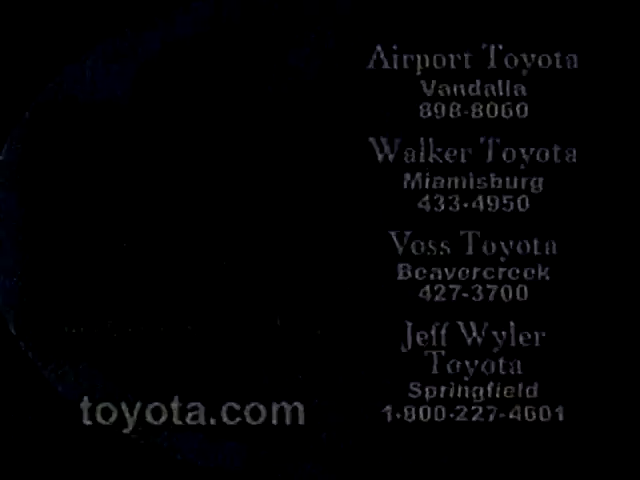 Airport Toyota
Vandalia
898-8060
Walker Toyota
Miamisburg
433-4950
Voss Toyota
Beavercreek
427-3700
Jeff Wyler
Toyota
Springfield
1-800-227-4601
toyota.com